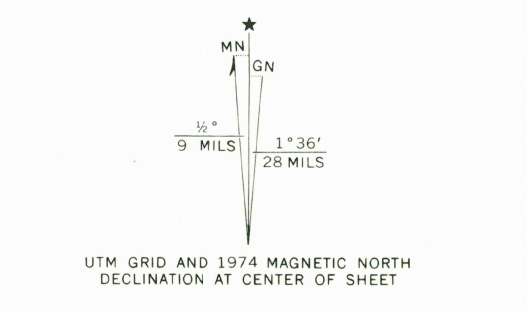 ★
MN
GN
½°
9 MILS
1°36′
28 MILS
UTM GRID AND 1974 MAGNETIC NORTH
DECLINATION AT CENTER OF SHEET